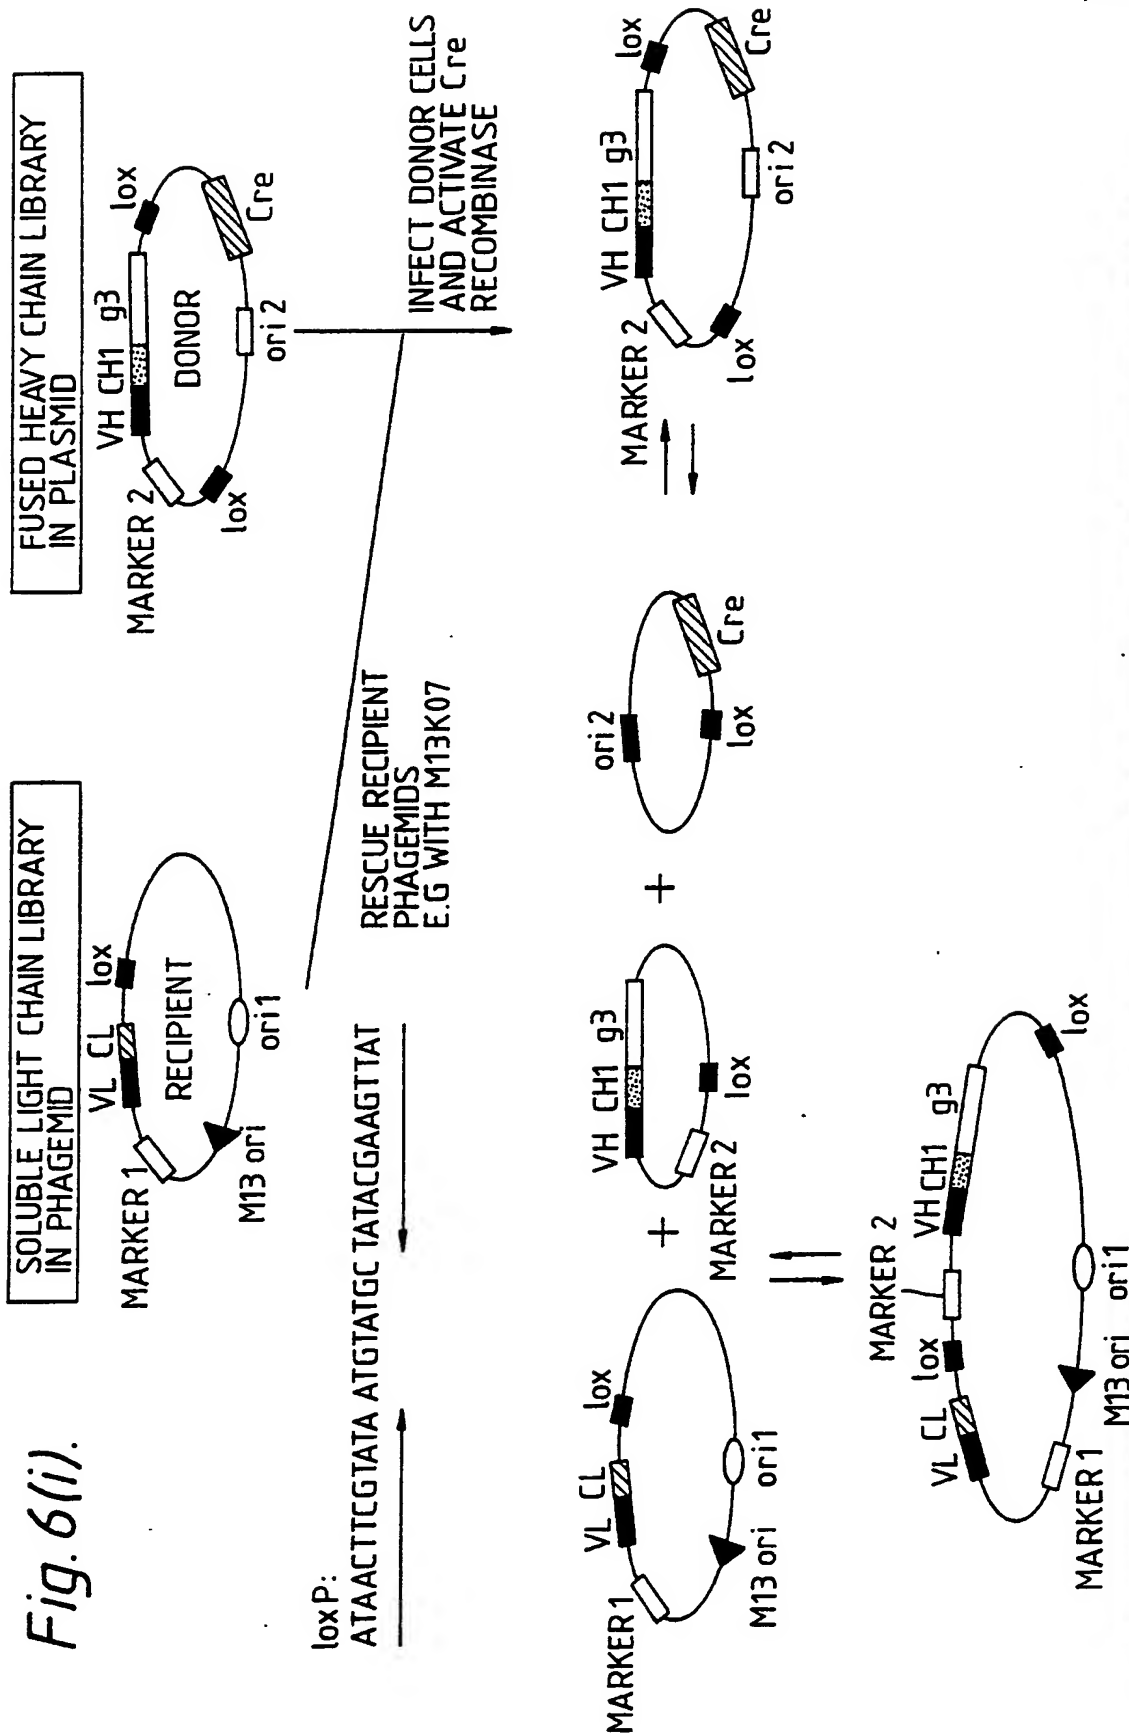 Fig. 6(i).
SOLUBLE LIGHT CHAIN LIBRARY
IN PHAGEMID
MARKER 1
VL CL
lox
RECIPIENT
M13 ori
ori1
FUSED HEAVY CHAIN LIBRARY
IN PLASMID
MARKER 2
VH CH1 g3
lox
DONOR
lox
ori 2
Cre
loxP:
ATAACTTCGTATA ATGTATGC TATACGAAGTTAT
RESCUE RECIPIENT
PHAGEMIDS
E.G WITH M13K07
INFECT DONOR CELLS
AND ACTIVATE Cre
RECOMBINASE
MARKER1
VL CL
lox
M13 ori
ori1
+
VH CH1 g3
MARKER 2
lox
+
ori 2
lox
Cre
MARKER 2
VH CH1 g3
lox
lox
ori 2
Cre
MARKER 2
VL CL
lox
VH CH1
g3
MARKER 1
M13 ori
ori1
lox